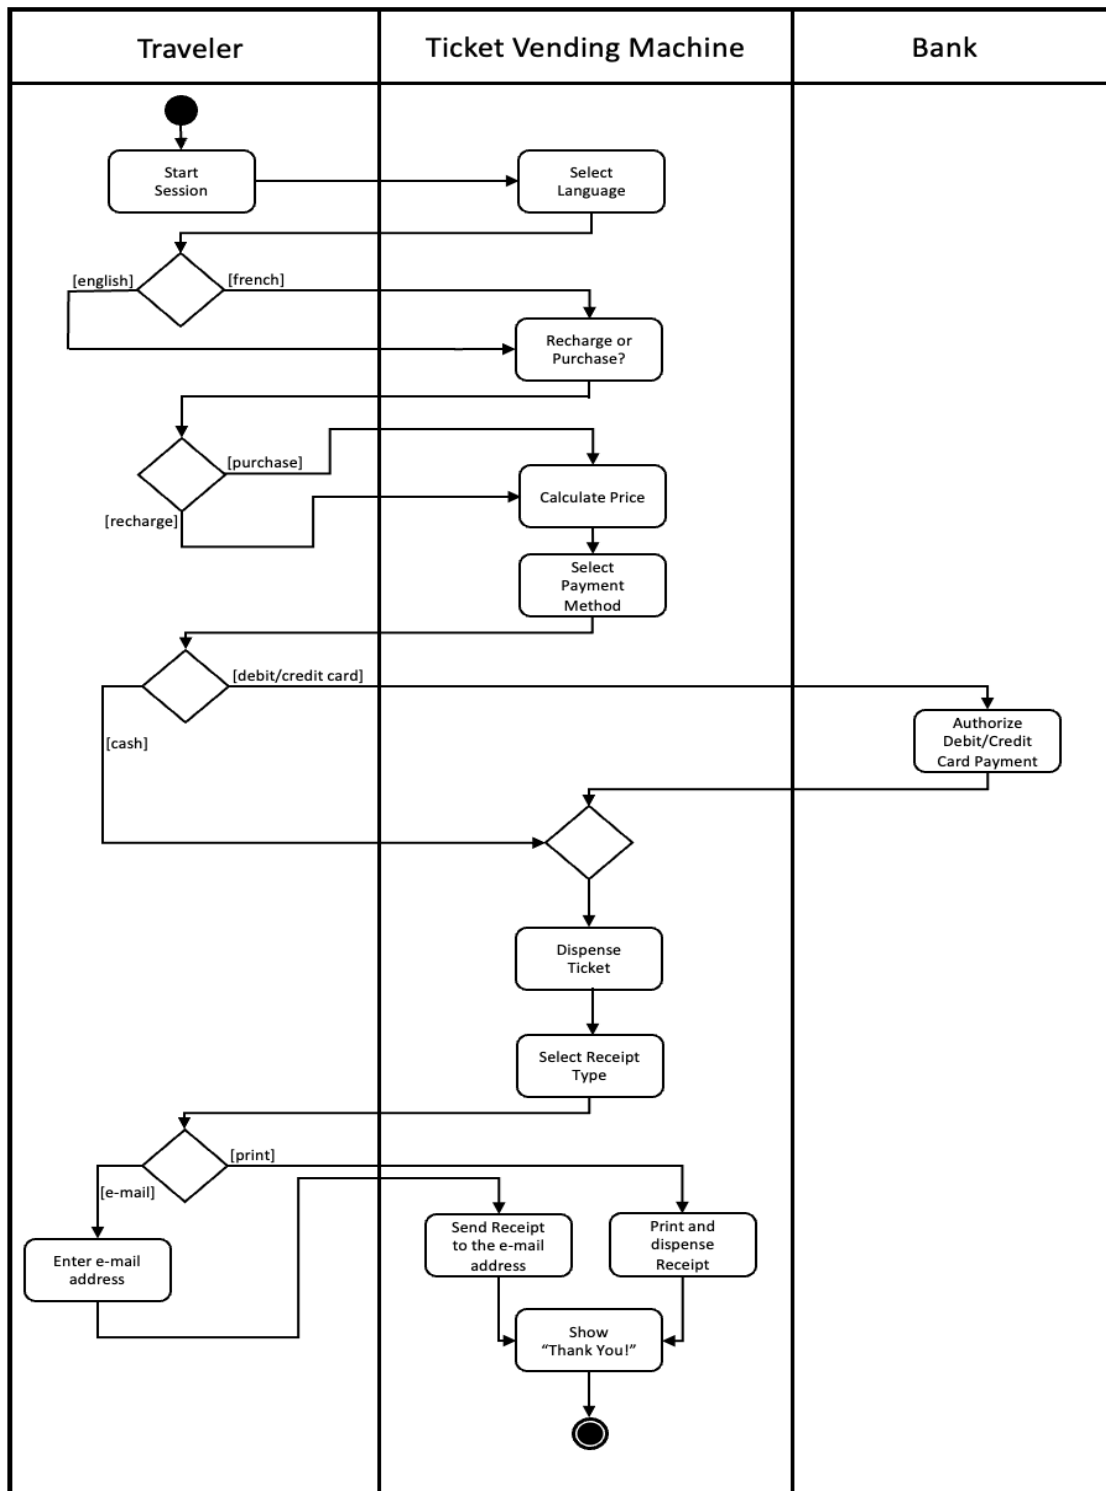 Traveler
Ticket Vending Machine
Bank
Start
Session
Select
Language
[english]
[french]
Recharge or
Purchase?
[purchase]
[recharge]
Calculate Price
Select
Payment
Method
[debit/credit card]
[cash]
Authorize
Debit/Credit
Card Payment
Dispense
Ticket
Select Receipt
Type
[print]
[e-mail]
Enter e-mail
address
Send Receipt
to the e-mail
address
Print and
dispense
Receipt
Show
“Thank You!”